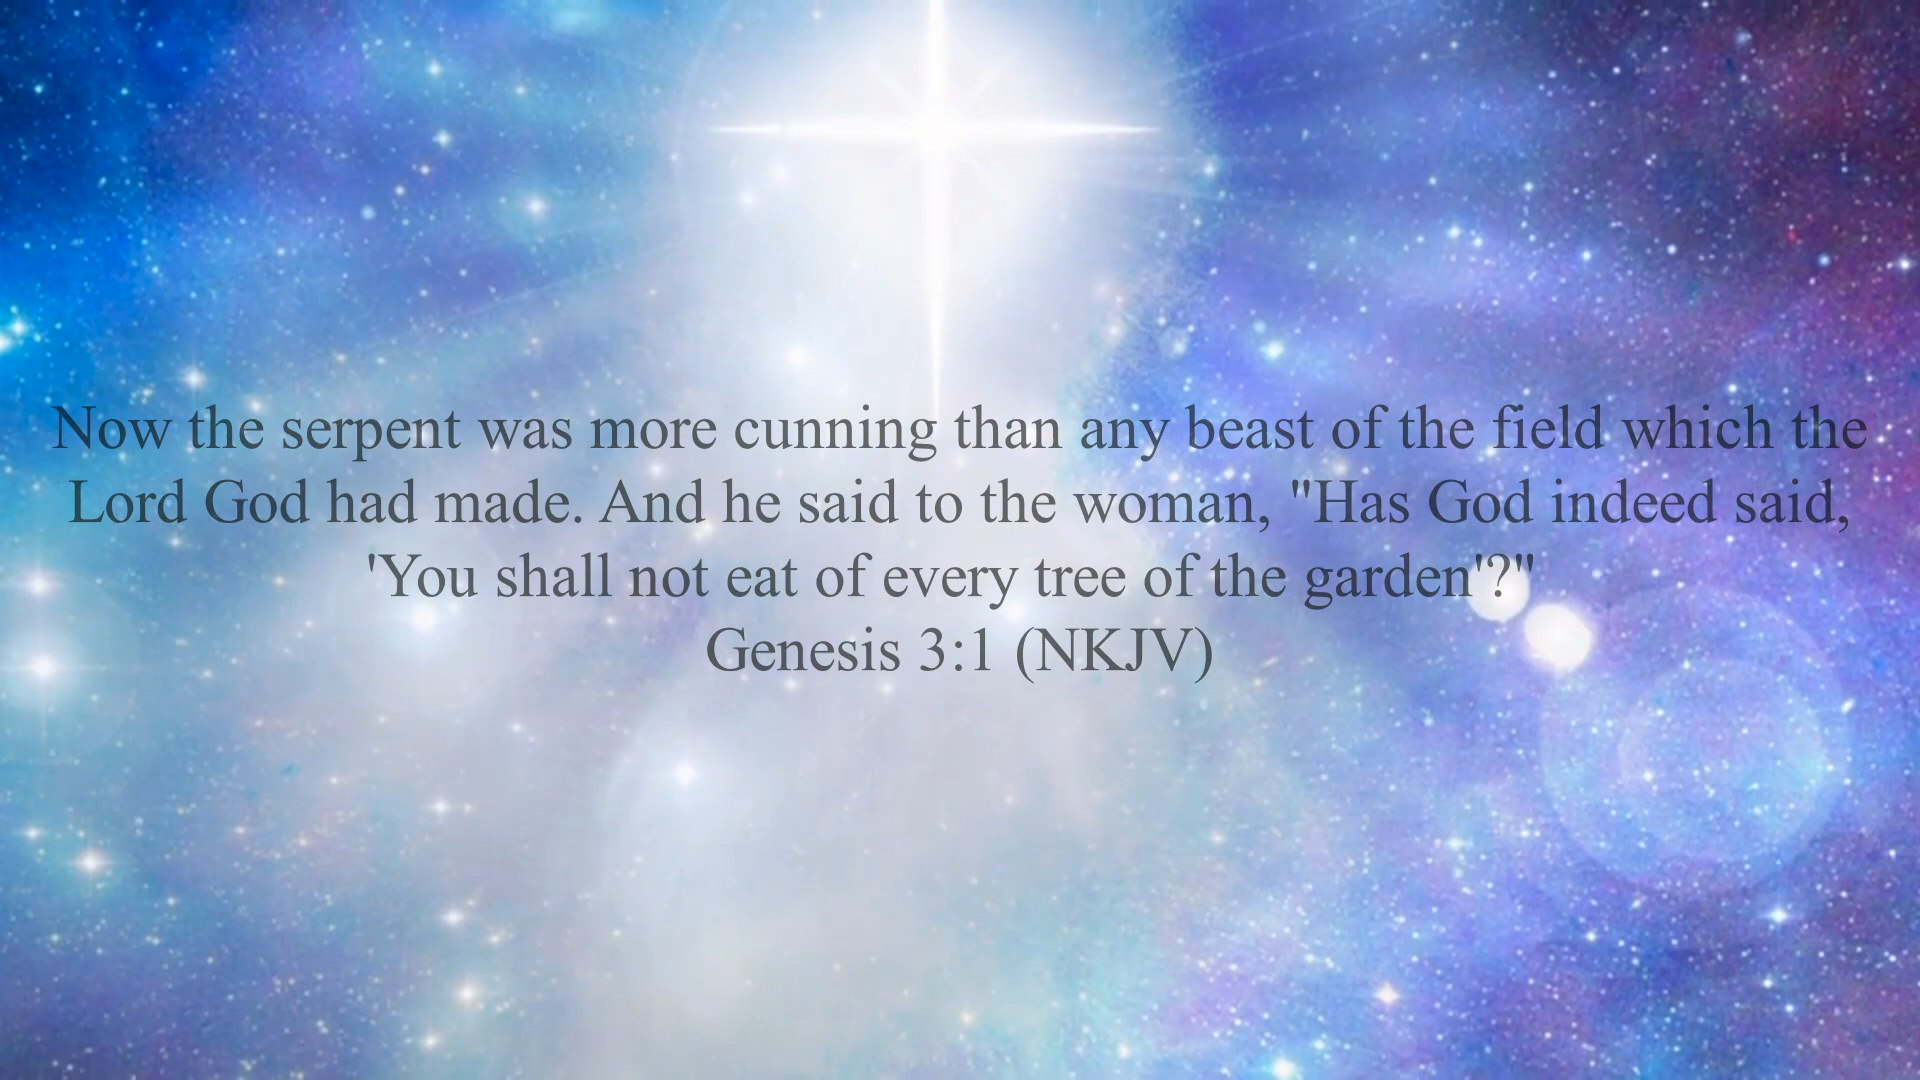 Now the serpent was more cunning than any beast of the field which the
Lord God had made. And he said to the woman, "Has God indeed said,
'You shall not eat of every tree of the garden'?"
Genesis 3:1 (NKJV)